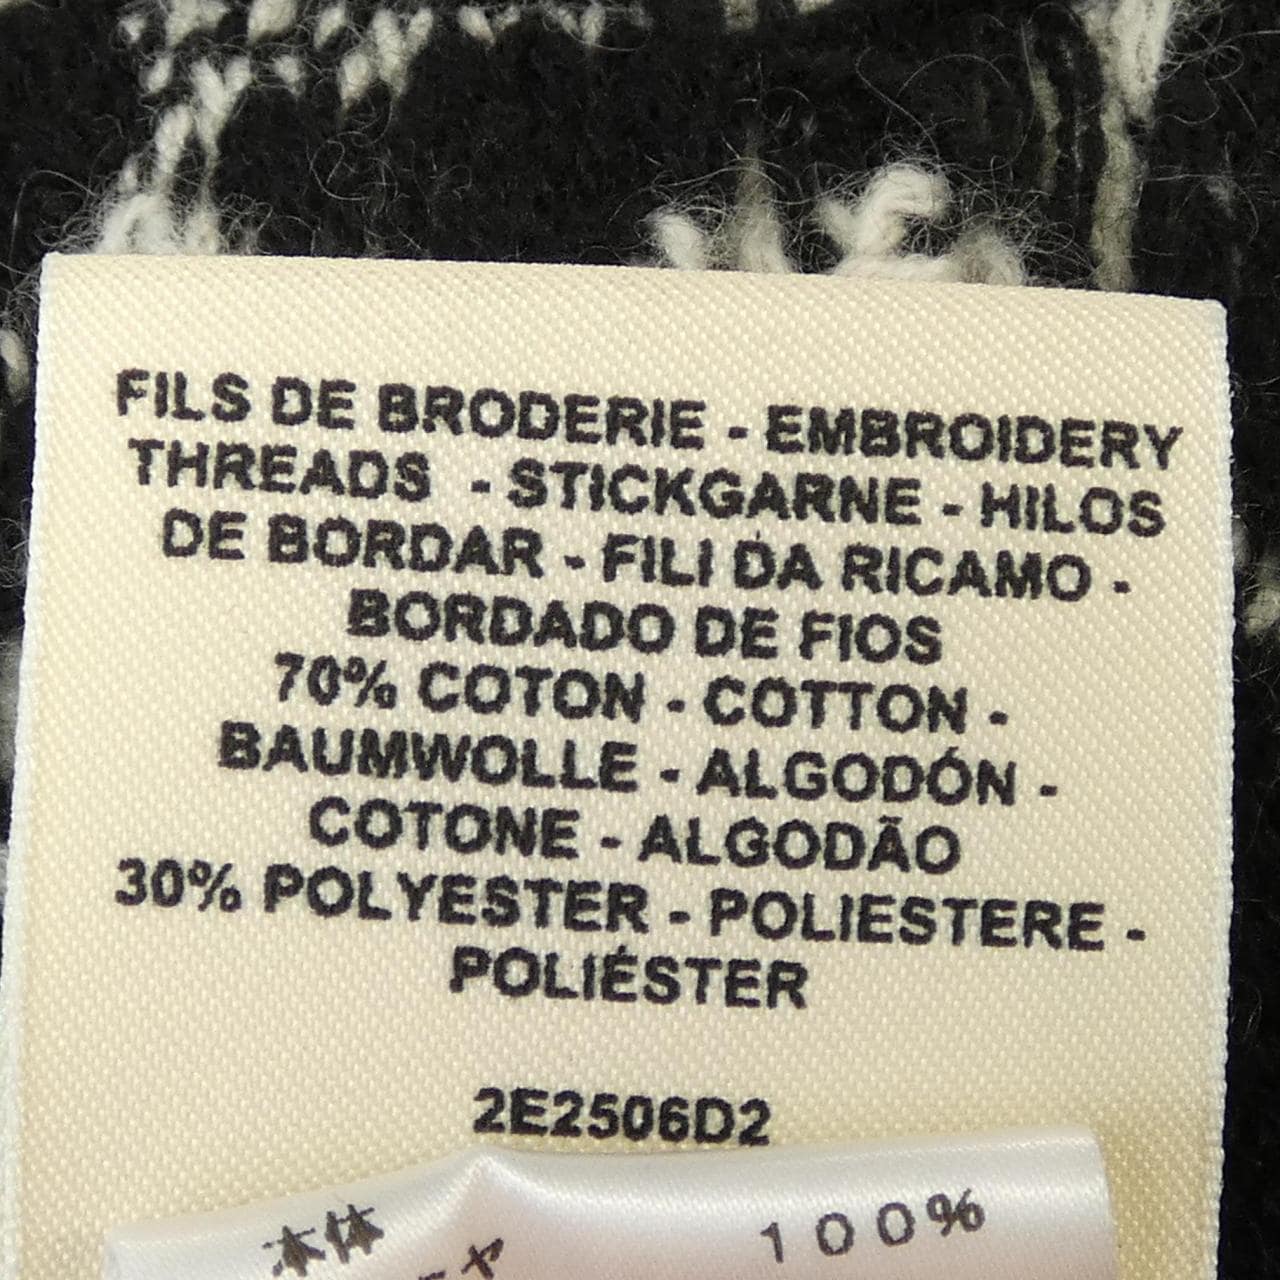 FILS DE BRODERIE - EMBROIDERY
THREADS - STICKGARNE - HILOS
DE BORDAR - FILI DA RICAMO -
BORDADO DE FIOS
70% COTON - COTTON -
BAUMWOLLE - ALGODÓN -
COTONE - ALGODÃO
30% POLYESTER - POLIESTERE -
POLIÉSTER
2E2506D2
本体 100%